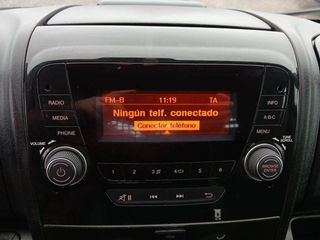 FM-B 11:19 TA
Ningún telf. conectado
Conectar teléfono
RADIO
MEDIA
PHONE
INFO
A-B-C
MENU
VOLUME
TUNE
SCROLL
BROWSE
ENTER
1 2 3 4 5 6